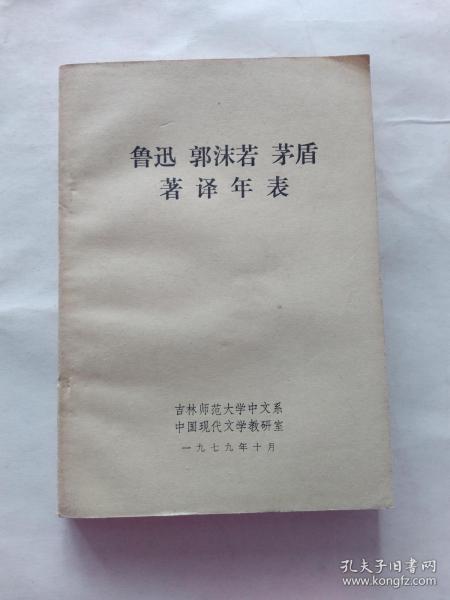 鲁迅 郭沫若 茅盾
著译年表
吉林师范大学中文系
中国现代文学教研室
一九七九年十月
孔夫子旧书网
www.kongfz.com